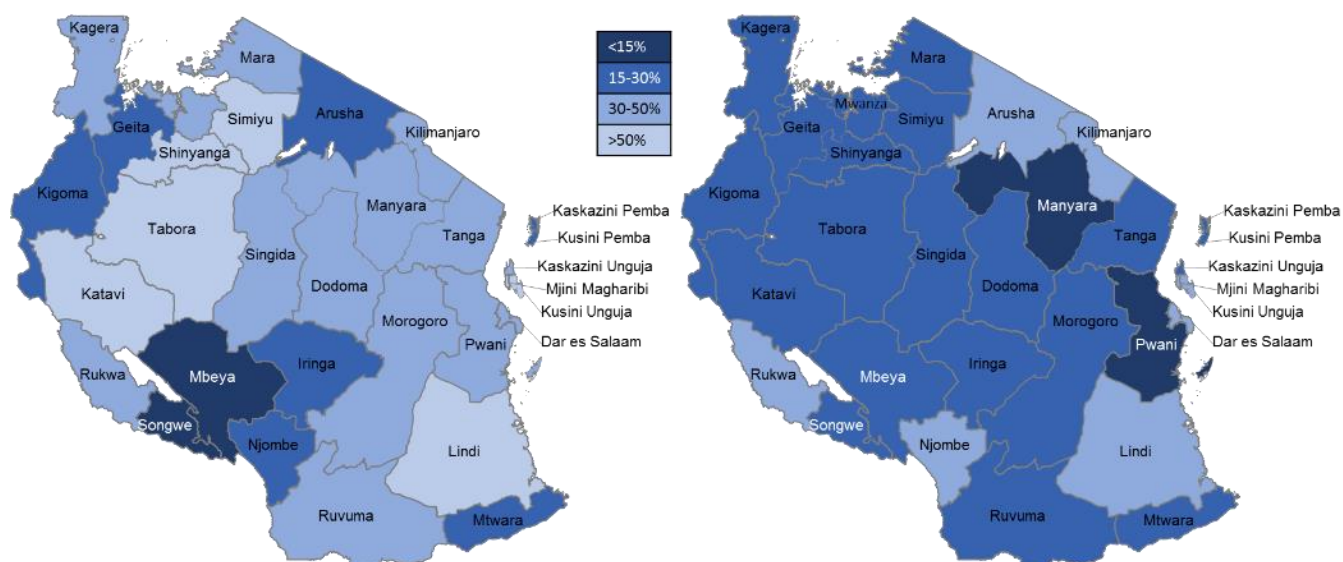 Kagera
Mara
Simiyu
Arusha
Geita
Kilimanjaro
Shinyanga
Kigoma
Manyara
Tabora
Singida
Tanga
Katavi
Dodoma
Morogoro
Pwani
Rukwa
Mbeya
Iringa
Songwe
Njombe
Lindi
Ruvuma
Mtwara
Kaskazini Pemba
Kusini Pemba
Kaskazini Unguja
Mjini Magharibi
Kusini Unguja
Dar es Salaam
<15%
15-30%
30-50%
>50%
Kagera
Mara
Mwanza
Simiyu
Arusha
Geita
Kilimanjaro
Shinyanga
Kigoma
Manyara
Tabora
Singida
Tanga
Katavi
Dodoma
Morogoro
Pwani
Rukwa
Mbeya
Iringa
Songwe
Njombe
Lindi
Ruvuma
Mtwara
Kaskazini Pemba
Kusini Pemba
Kaskazini Unguja
Mjini Magharibi
Kusini Unguja
Dar es Salaam